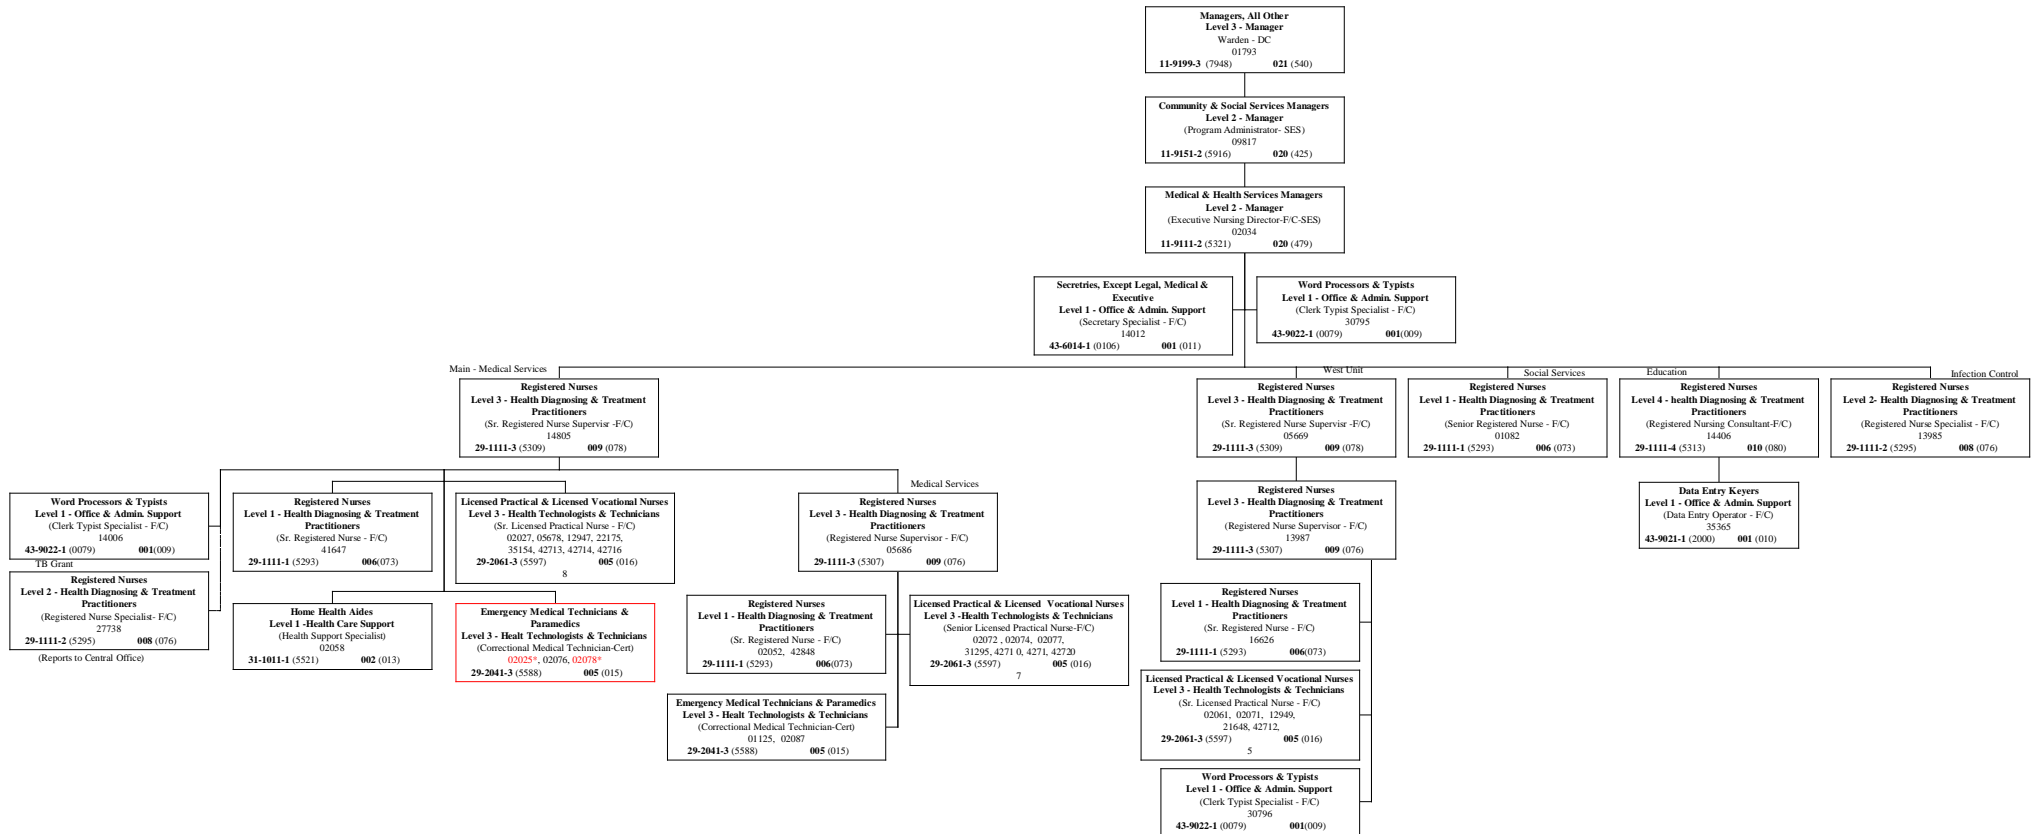 Managers, All Other
Level 3 - Manager
Warden - DC
01793
11-9199-3 (7948) 021 (540)
Community & Social Services Managers
Level 2 - Manager
(Program Administrator- SES)
09817
11-9151-2 (5916) 020 (425)
Medical & Health Services Managers
Level 2 - Manager
(Executive Nursing Director-F/C-SES)
02034
11-9111-2 (5321) 020 (479)
Secretries, Except Legal, Medical &
Executive
Level 1 - Office & Admin. Support
(Secretary Specialist - F/C)
14012
43-6014-1 (0106) 001 (011)
Word Processors & Typists
Level 1 - Office & Admin. Support
(Clerk Typist Specialist - F/C)
30795
43-9022-1 (0079) 001(009)
Main - Medical Services
Registered Nurses
Level 3 - Health Diagnosing & Treatment
Practitioners
(Sr. Registered Nurse Supervisr -F/C)
14805
29-1111-3 (5309) 009 (078)
West Unit
Registered Nurses
Level 3 - Health Diagnosing & Treatment
Practitioners
(Sr. Registered Nurse Supervisr -F/C)
05669
29-1111-3 (5309) 009 (078)
Social Services
Registered Nurses
Level 1 - Health Diagnosing & Treatment
Practitioners
(Senior Registered Nurse - F/C)
01082
29-1111-1 (5293) 006 (073)
Education
Registered Nurses
Level 4 - health Diagnosing & Treatment
Practitioners
(Registered Nursing Consultant-F/C)
14406
29-1111-4 (5313) 010 (080)
Infection Control
Registered Nurses
Level 2- Health Diagnosing & Treatment
Practitioners
(Registered Nurse Specialist - F/C)
13985
29-1111-2 (5295) 008 (076)
Word Processors & Typists
Level 1 - Office & Admin. Support
(Clerk Typist Specialist - F/C)
14006
43-9022-1 (0079) 001(009)
TB Grant
Registered Nurses
Level 2 - Health Diagnosing & Treatment
Practitioners
(Registered Nurse Specialist- F/C)
27738
29-1111-2 (5295) 008 (076)
(Reports to Central Office)
Registered Nurses
Level 1 - Health Diagnosing & Treatment
Practitioners
(Sr. Registered Nurse - F/C)
41647
29-1111-1 (5293) 006(073)
Licensed Practical & Licensed Vocational Nurses
Level 3 - Health Technologists & Technicians
(Sr. Licensed Practical Nurse - F/C)
02027, 05678, 12947, 22175,
35154, 42713, 42714, 42716
29-2061-3 (5597) 005 (016)
8
Home Health Aides
Level 1 -Health Care Support
(Health Support Specialist)
02058
31-1011-1 (5521) 002 (013)
Emergency Medical Technicians &
Paramedics
Level 3 - Healt Technologists & Technicians
(Correctional Medical Technician-Cert)
02025*, 02076, 02078*
29-2041-3 (5588) 005 (015)
Medical Services
Registered Nurses
Level 3 - Health Diagnosing & Treatment
Practitioners
(Registered Nurse Supervisor - F/C)
05686
29-1111-3 (5307) 009 (076)
Registered Nurses
Level 1 - Health Diagnosing & Treatment
Practitioners
(Sr. Registered Nurse - F/C)
02052, 42848
29-1111-1 (5293) 006(073)
Licensed Practical & Licensed Vocational Nurses
Level 3 -Health Technologists & Technicians
(Senior Licensed Practical Nurse-F/C)
02072 , 02074, 02077,
31295, 4271 0, 4271, 42720
29-2061-3 (5597) 005 (016)
7
Emergency Medical Technicians & Paramedics
Level 3 - Healt Technologists & Technicians
(Correctional Medical Technician-Cert)
01125, 02087
29-2041-3 (5588) 005 (015)
Registered Nurses
Level 3 - Health Diagnosing & Treatment
Practitioners
(Registered Nurse Supervisor - F/C)
13987
29-1111-3 (5307) 009 (076)
Registered Nurses
Level 1 - Health Diagnosing & Treatment
Practitioners
(Sr. Registered Nurse - F/C)
16626
29-1111-1 (5293) 006(073)
Licensed Practical & Licensed Vocational Nurses
Level 3 - Health Technologists & Technicians
(Sr. Licensed Practical Nurse - F/C)
02061, 02071, 12949,
21648, 42712,
29-2061-3 (5597) 005 (016)
5
Word Processors & Typists
Level 1 - Office & Admin. Support
(Clerk Typist Specialist - F/C)
30796
43-9022-1 (0079) 001(009)
Data Entry Keyers
Level 1 - Office & Admin. Support
(Data Entry Operator - F/C)
35365
43-9021-1 (2000) 001 (010)